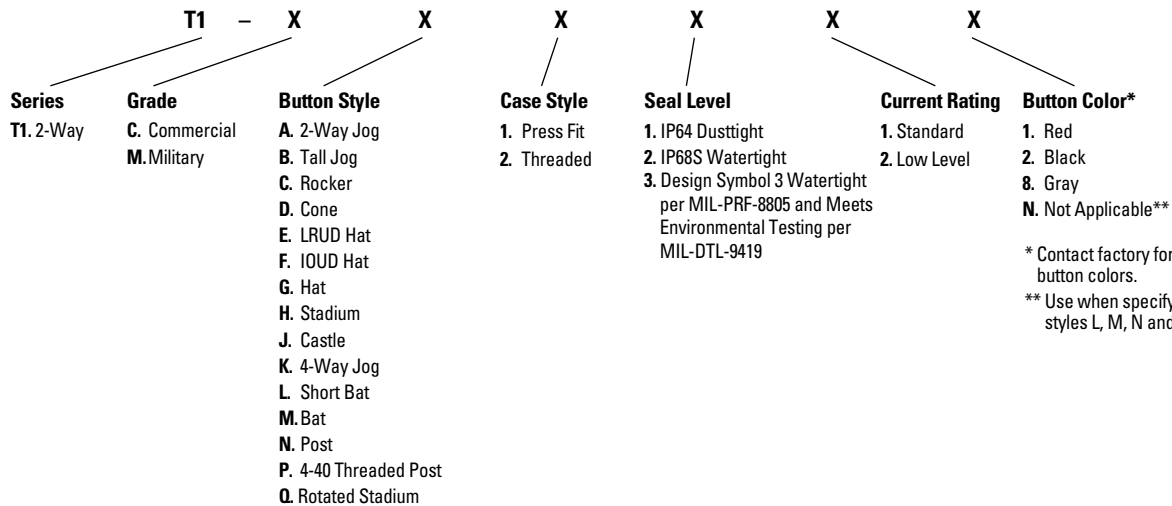 T1 – X X X X X X
Series
T1. 2-Way
Grade
C. Commercial
M. Military
Button Style
A. 2-Way Jog
B. Tall Jog
C. Rocker
D. Cone
E. LRUD Hat
F. IOUD Hat
G. Hat
H. Stadium
J. Castle
K. 4-Way Jog
L. Short Bat
M. Bat
N. Post
P. 4-40 Threaded Post
Q. Rotated Stadium
Case Style
1. Press Fit
2. Threaded
Seal Level
1. IP64 Dusttight
2. IP68S Watertight
3. Design Symbol 3 Watertight
per MIL-PRF-8805 and Meets
Environmental Testing per
MIL-DTL-9419
Current Rating
1. Standard
2. Low Level
Button Color*
1. Red
2. Black
8. Gray
N. Not Applicable**
* Contact factory for
button colors.
** Use when specify
styles L, M, N and